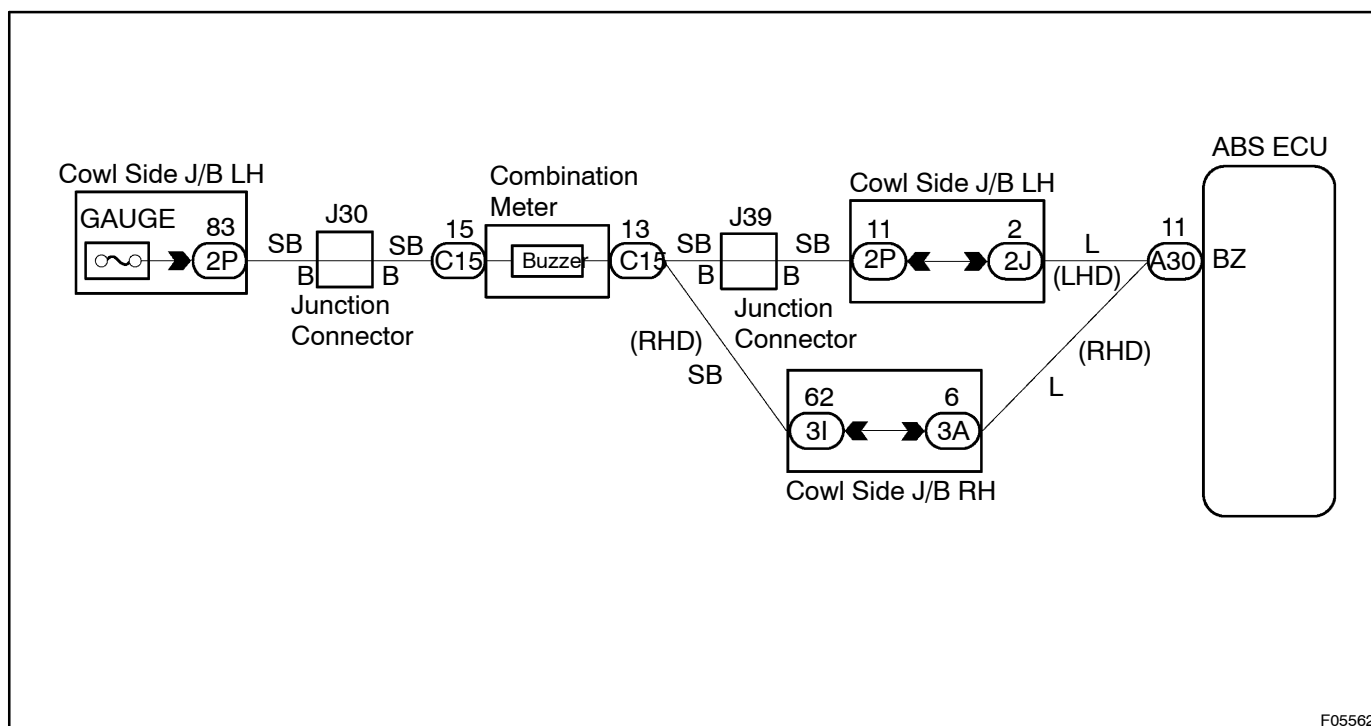 ABS ECU
Cowl Side J/B LH
GAUGE
83
2P
SB
B
J30
SB
B
Junction
Connector
15
C15
Combination
Meter
Buzzer
13
C15
SB
B
J39
SB
B
Junction
Connector
Cowl Side J/B LH
11
2P
2
2J
L
(LHD)
11
A30
BZ
(RHD)
SB
62
3I
6
3A
Cowl Side J/B RH
(RHD)
L
F05562